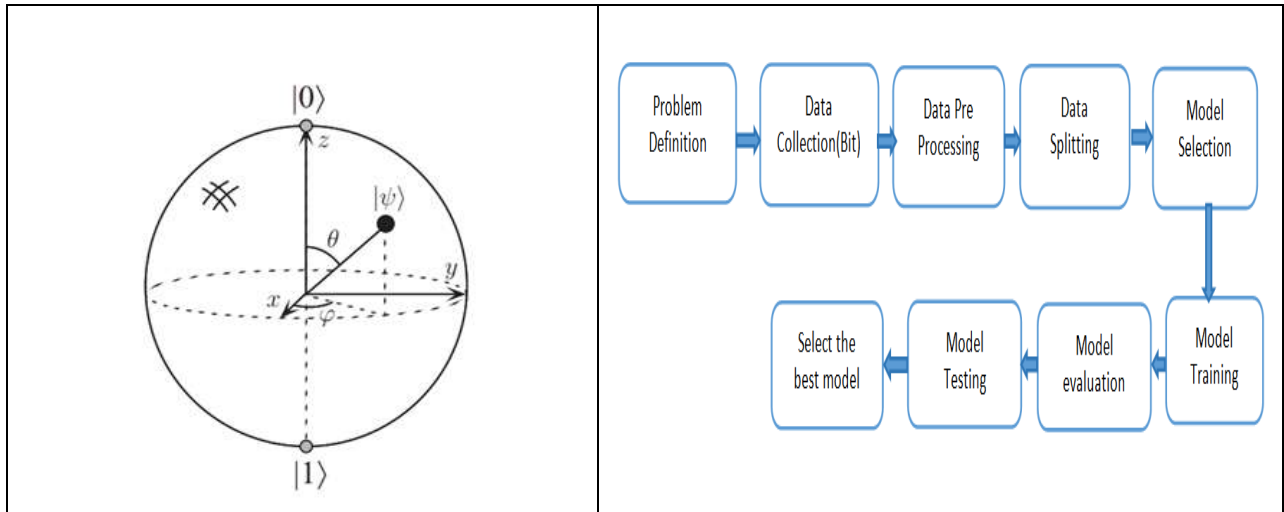 |0⟩
z
|ψ⟩
θ
y
x
φ
|1⟩
Problem
Definition
Data
Collection(Bit)
Data Pre
Processing
Data
Splitting
Model
Selection
Model
Training
Model
evaluation
Model
Testing
Select the
best model